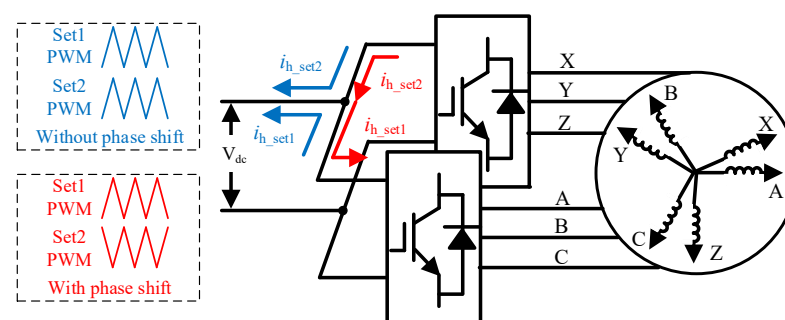 Set1
PWM
Set2
PWM
Without phase shift
Set1
PWM
Set2
PWM
With phase shift
i_h_set2
i_h_set2
i_h_set1
i_h_set1
V_dc
X
Y
Z
A
B
C
B
X
Y
A
C
Z